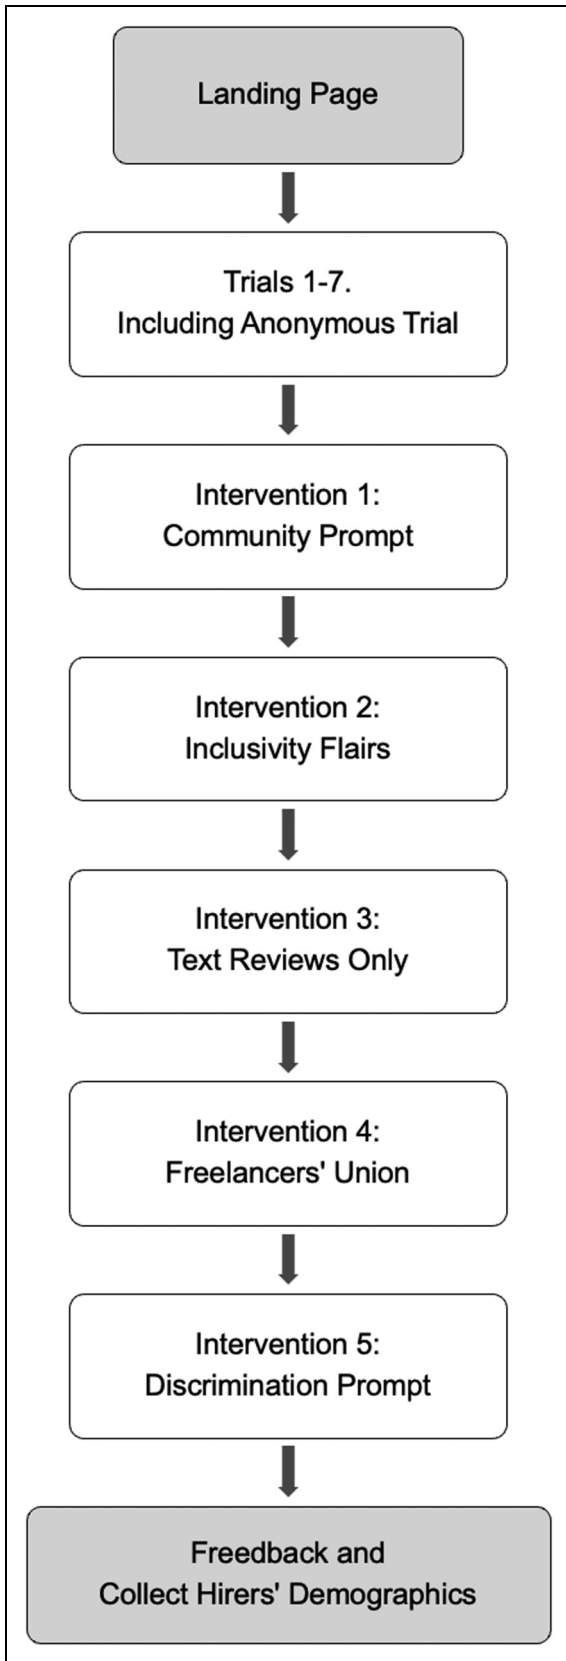 Landing Page
Trials 1-7.
Including Anonymous Trial
Intervention 1:
Community Prompt
Intervention 2:
Inclusivity Flairs
Intervention 3:
Text Reviews Only
Intervention 4:
Freelancers' Union
Intervention 5:
Discrimination Prompt
Freedback and
Collect Hirers' Demographics